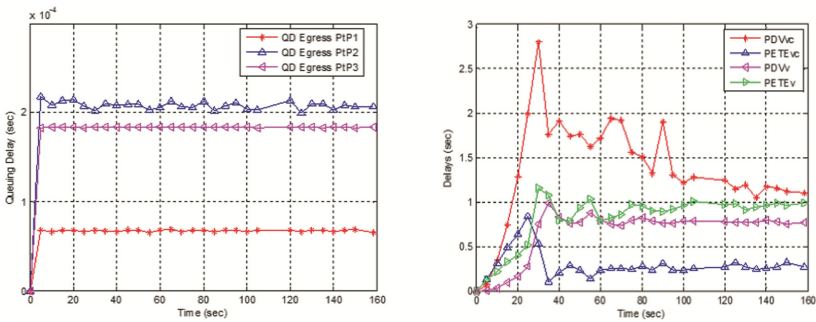 x 10^-4
QD Egress PtP1
QD Egress PtP2
QD Egress PtP3
Queuing Delay (sec)
3
2
1
0
0 20 40 60 80 100 120 140 160
Time (sec)
PDVvc
PETEvc
PDVv
PETEv
Delays (sec)
3
2.5
2
1.5
1
0.5
0
0 20 40 60 80 100 120 140 160
Time (sec)